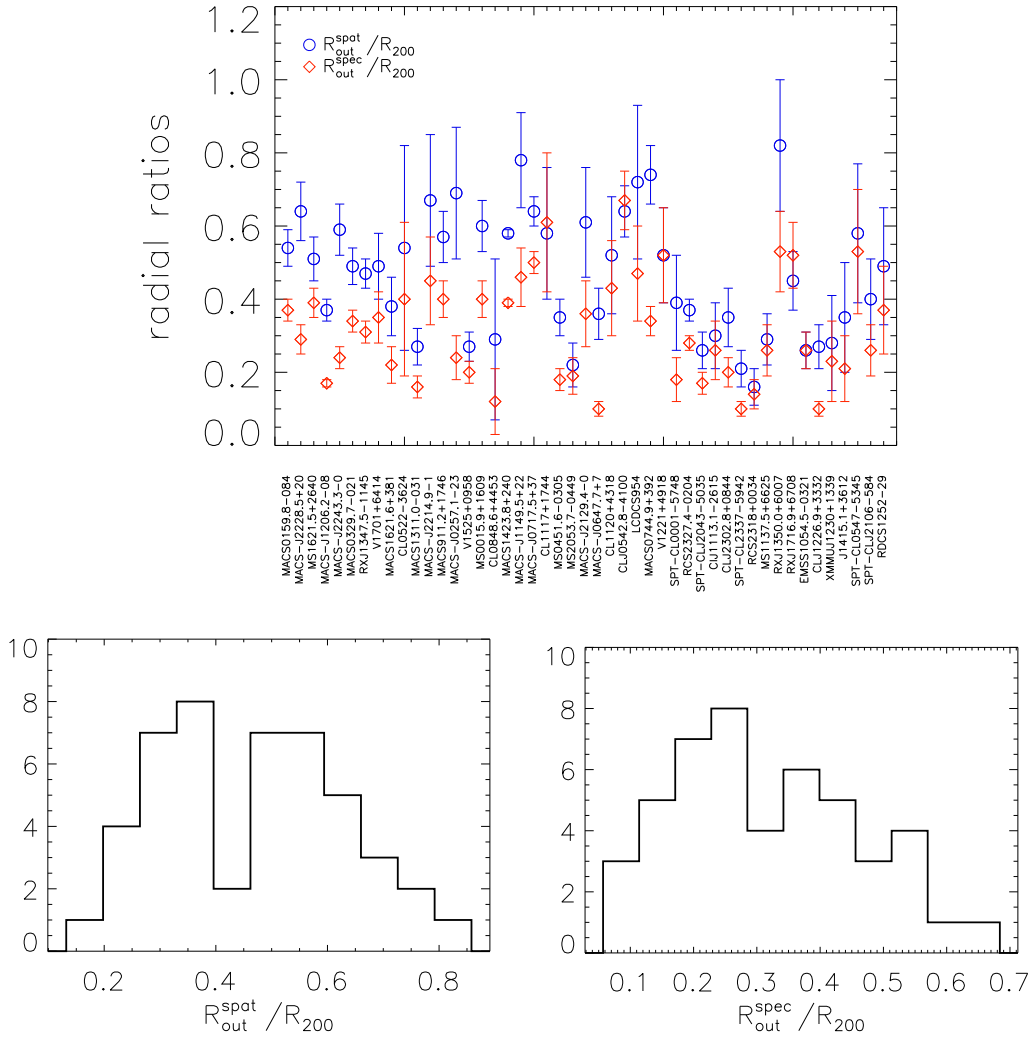 1.2
1.0
0.8
0.6
0.4
0.2
0.0
radial ratios
R^spat_out /R_200
R^spec_out /R_200
MACS0159.8-084
MACS-J2228.5+20
MS1621.5+2640
MACS-J1206.2-08
MACS-J2243.3-0
MACS0329.7-021
RXJ1347.5-1145
V1701+6414
MACS1621.6+381
CL0522-3624
MACS1311.0-031
MACS-J2214.9-1
MACS911.2+1746
MACS-J0257.1-23
V1525+0958
MS0015.9+1609
CL0848.6+4453
MACS1423.8+240
MACS-J1149.5+22
MACS-J0717.5+37
CL1117+1744
MS0451.6-0305
MS2053.7-0449
MACS-J2129.4-0
MACS-J0647.7+7
CL1120+4318
CLJ0542.8-4100
LCDCS954
MACS0744.9+392
V1221+4918
SPT-CL0001-5748
RCS2327.4-0204
SPT-CLJ2043-5035
CLJ1113.1-2615
CLJ2302.8+0844
SPT-CL2337-5942
RCS2318+0034
MS1137.5+6625
RXJ1350.0+6007
RXJ1716.9+6708
EMSS1054.5-0321
CLJ1226.9+3332
XMMUJ1230+1339
J1415.1+3612
SPT-CL0547-5345
SPT-CLJ2106-584
RDCS1252-29
10
8
6
4
2
0
0.2 0.4 0.6 0.8
R^spat_out /R_200
10
8
6
4
2
0
0.1 0.2 0.3 0.4 0.5 0.6 0.7
R^spec_out /R_200